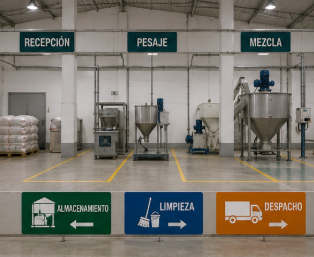 RECEPCIÓN
PESAJE
MEZCLA
ALMACENAMIENTO
LIMPIEZA
DESPACHO